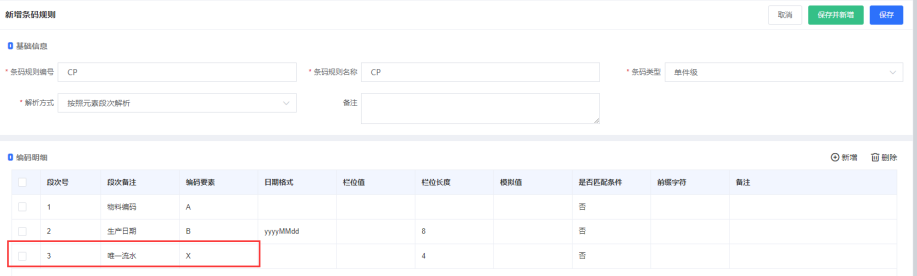 新增条码规则 取消 保存并新增 保存
基础信息
* 条码规则编号 CP * 条码规则名称 CP * 条码类型 单件级
* 解析方式 按照元素段次解析 备注
编码明细 新增 删除
段次号 段次备注 编码要素 日期格式 栏位值 栏位长度 模拟值 是否匹配条件 前缀字符 备注
1 物料编码 A 否
2 生产日期 B yyyyMMdd 8 否
3 唯一流水 X 4 否